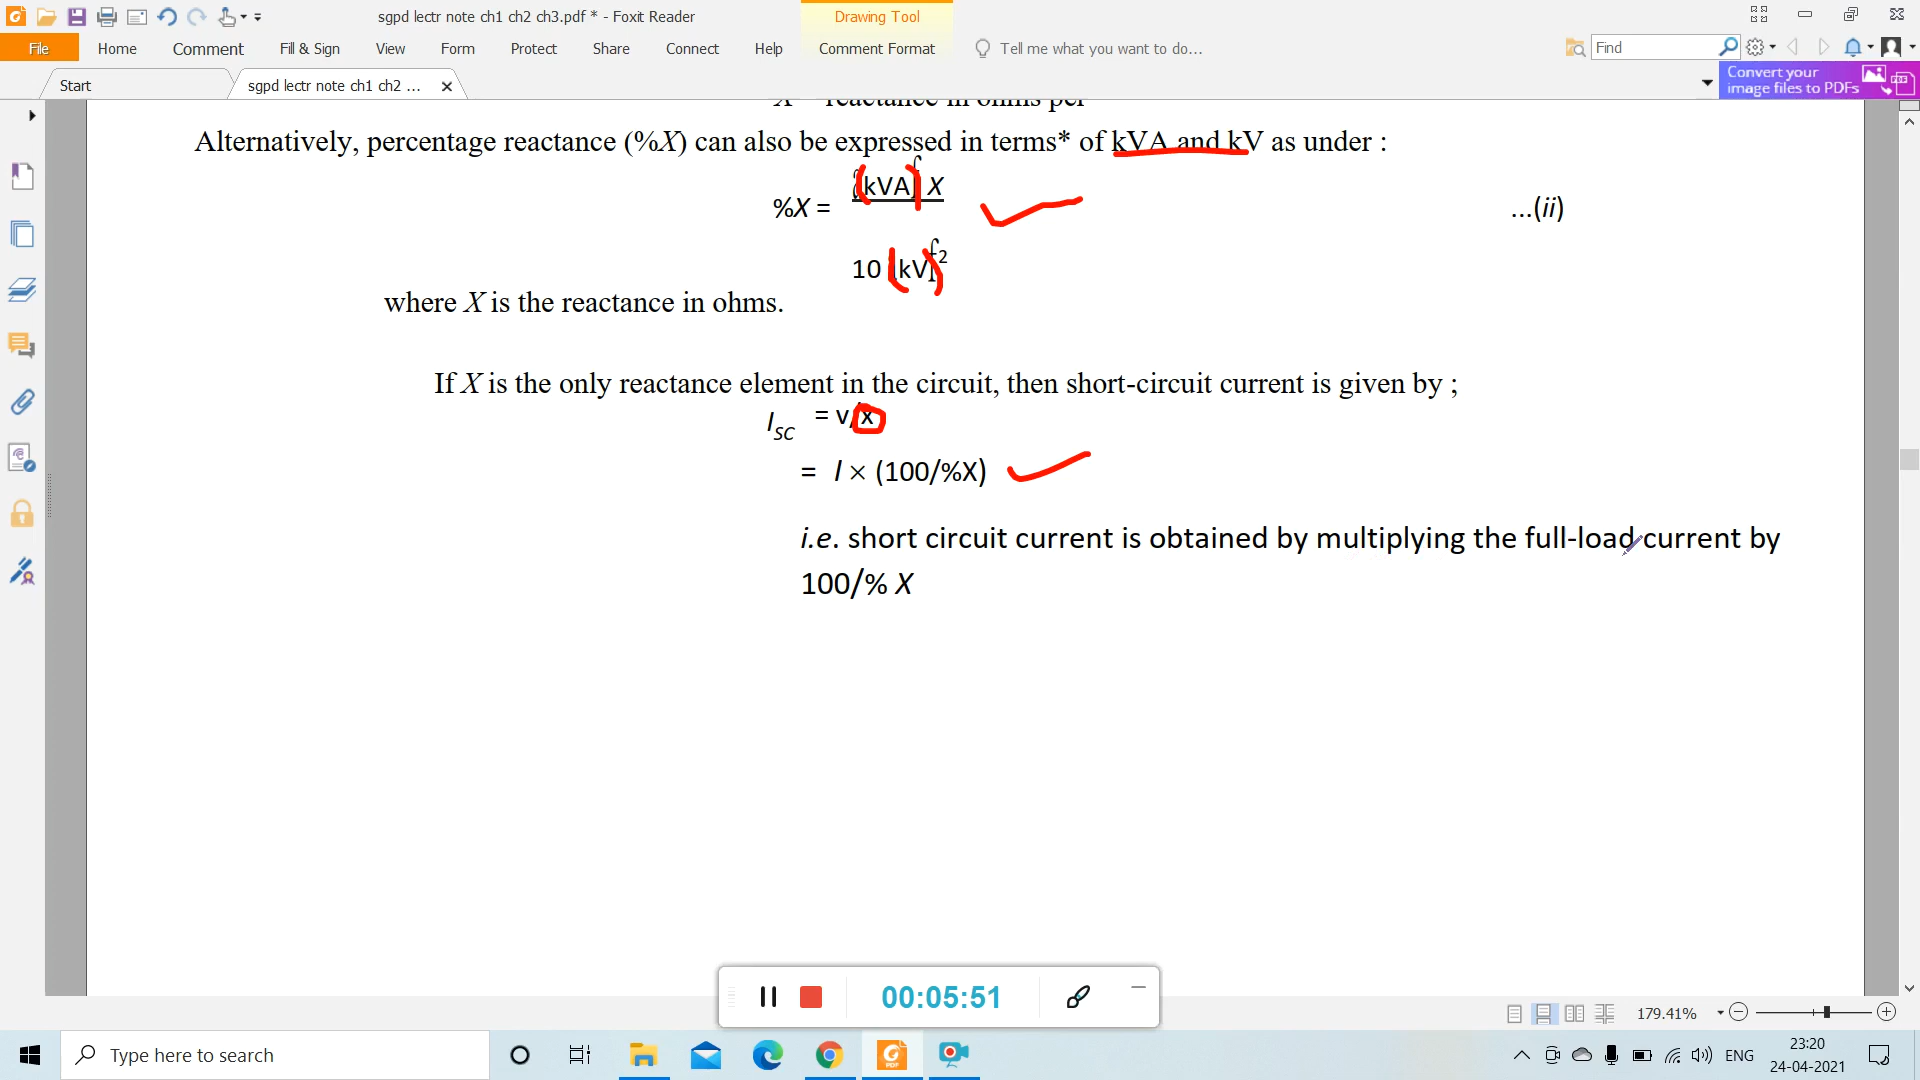 sgpd lectr note ch1 ch2 ch3.pdf * - Foxit Reader
Drawing Tool
File
Home
Comment
Fill & Sign
View
Form
Protect
Share
Connect
Help
Comment Format
Tell me what you want to do...
Find
Start
sgpd lectr note ch1 ch2 ...
Convert your
image files to PDFs
X = reactance in ohms per
Alternatively, percentage reactance (%X) can also be expressed in terms* of kVA and kV as under :
%X = (kVA) X
...(ii)
10 (kV)2
where X is the reactance in ohms.
If X is the only reactance element in the circuit, then short-circuit current is given by ;
ISC = v/x
= I × (100/%X)
i.e. short circuit current is obtained by multiplying the full-load current by
100/% X
00:05:51
179.41%
Type here to search
ENG
23:20
24-04-2021